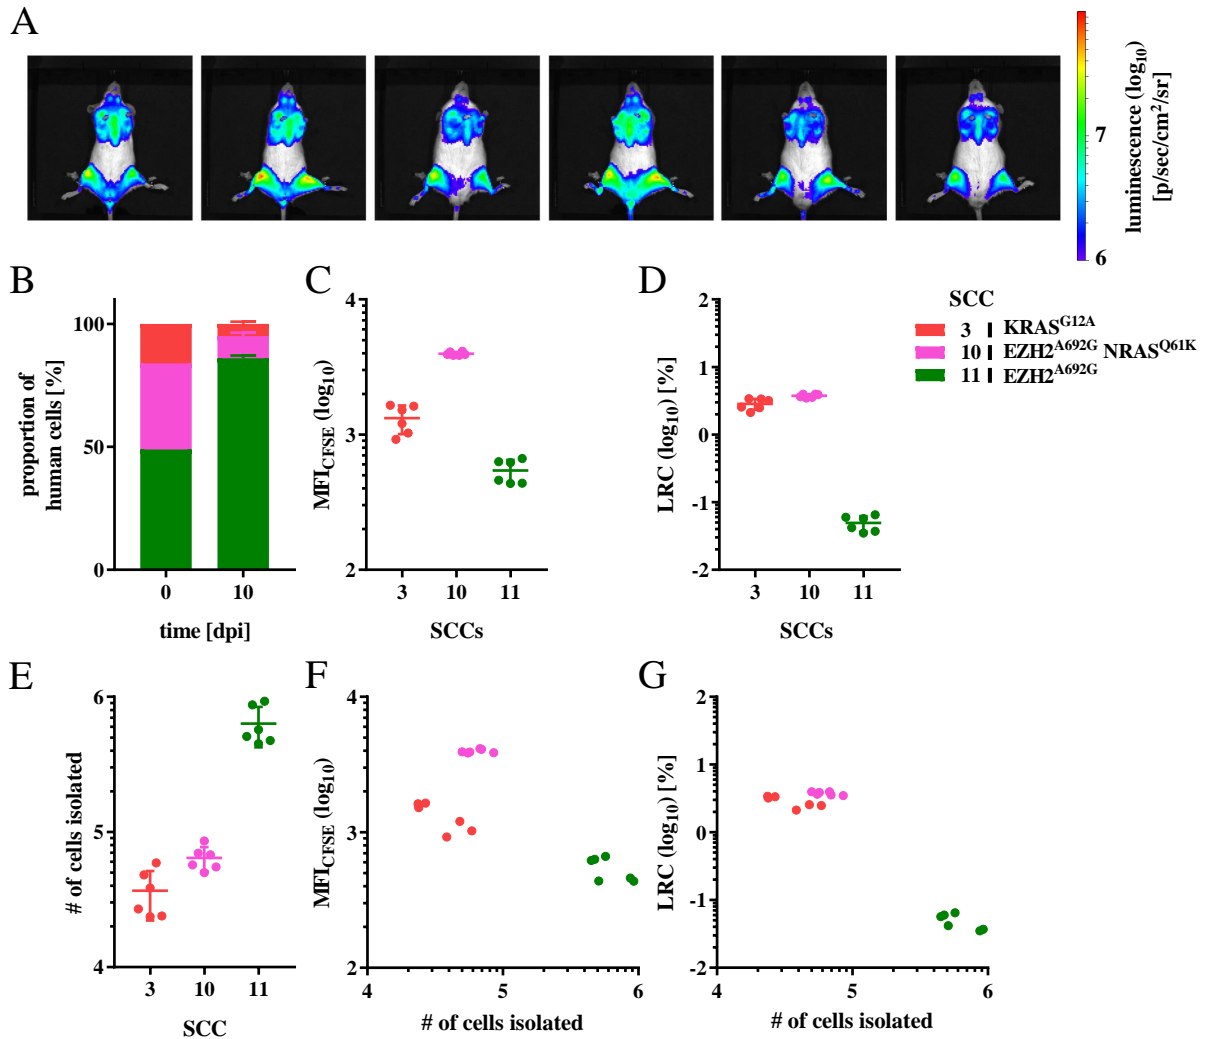 A
luminescence (log10)
[p/sec/cm2/sr]
7
6
B
proportion of
human cells [%]
100
50
0
0
10
time [dpi]
C
MFICFSE (log10)
4
3
2
3
10
11
SCCs
D
LRC (log10) [%]
2
1
0
-1
-2
3
10
11
SCCs
SCC
3 KRASG12A
10 EZH2A692G NRASQ61K
11 EZH2A692G
E
# of cells isolated
6
5
4
3
10
11
SCC
F
MFICFSE (log10)
4
3
2
4
5
6
# of cells isolated
G
LRC (log10) [%]
2
1
0
-1
-2
4
5
6
# of cells isolated